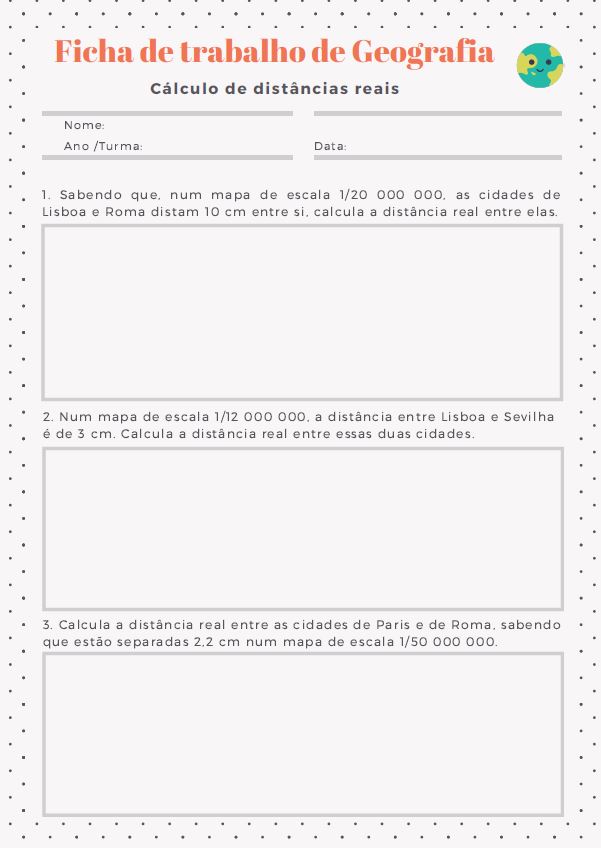 Ficha de trabalho de Geografia
Cálculo de distâncias reais
Nome:
Ano /Turma:
Data:
1. Sabendo que, num mapa de escala 1/20 000 000, as cidades de
Lisboa e Roma distam 10 cm entre si, calcula a distância real entre elas.
2. Num mapa de escala 1/12 000 000, a distância entre Lisboa e Sevilha
é de 3 cm. Calcula a distância real entre essas duas cidades.
3. Calcula a distância real entre as cidades de Paris e de Roma, sabendo
que estão separadas 2,2 cm num mapa de escala 1/50 000 000.